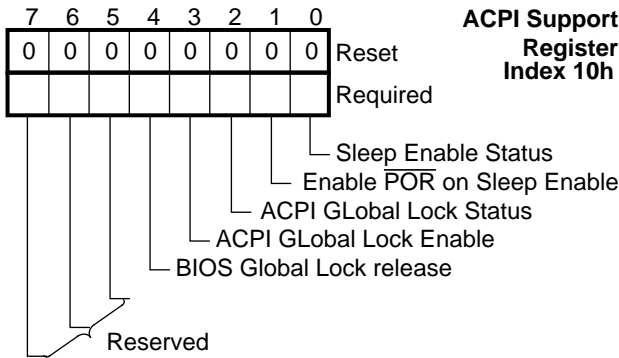 7 6 5 4 3 2 1 0
ACPI Support
0 0 0 0 0 0 0 0 Reset
Register
Index 10h
Required
Sleep Enable Status
Enable POR on Sleep Enable
ACPI GLobal Lock Status
ACPI GLobal Lock Enable
BIOS Global Lock release
Reserved